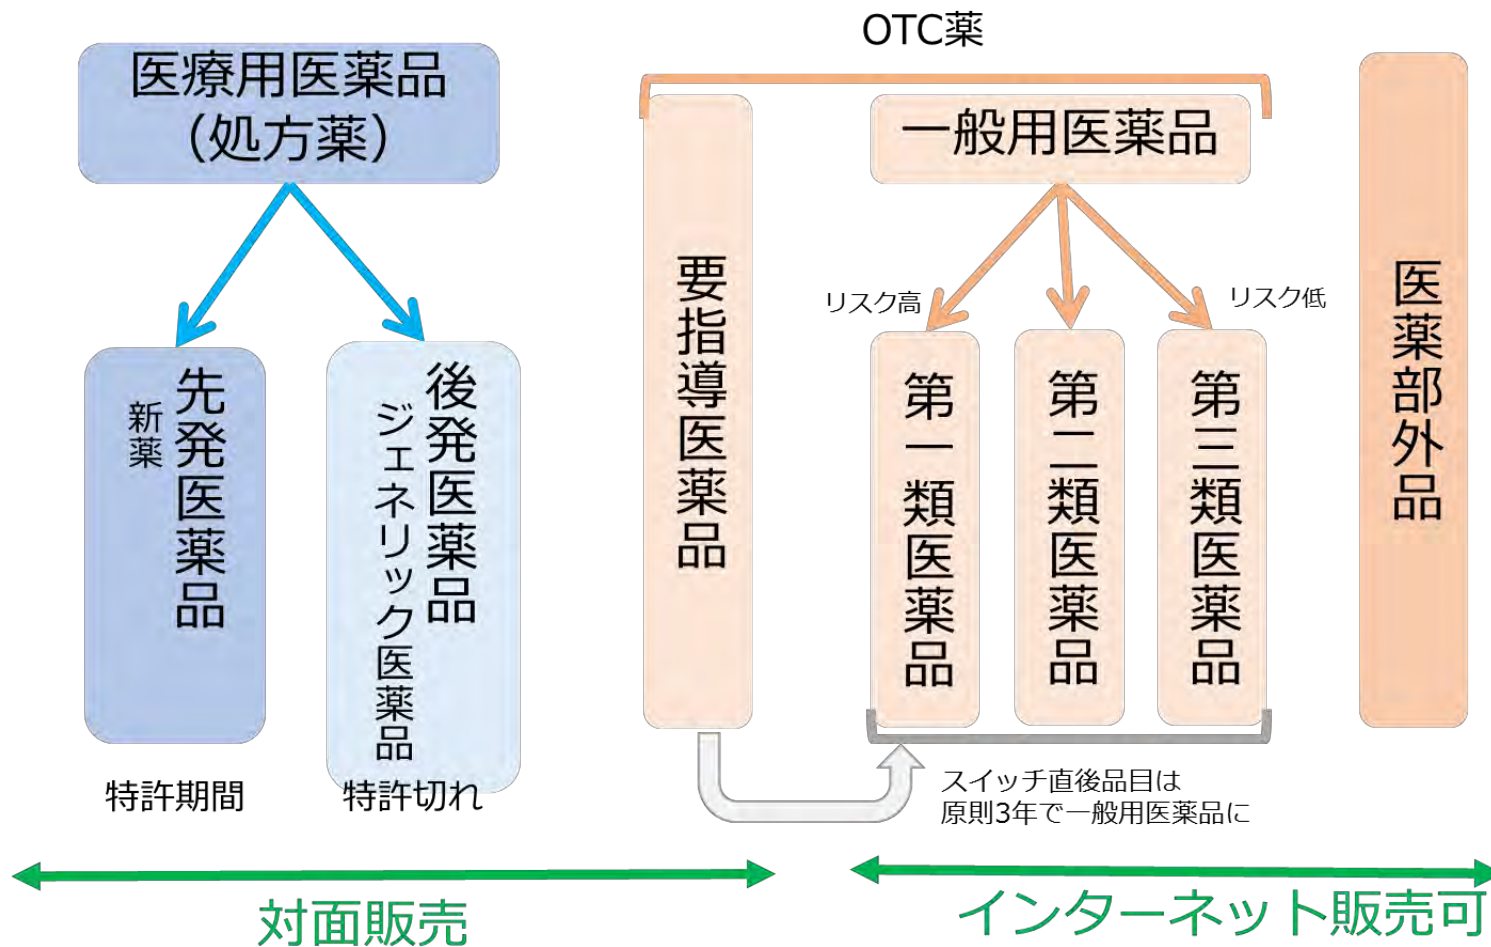 OTC薬
医療用医薬品
（処方薬）
一般用医薬品
リスク高
リスク低
先発医薬品
新薬
後発医薬品
ジェネリック医薬品
要指導医薬品
第一類医薬品
第二類医薬品
第三類医薬品
医薬部外品
特許期間
特許切れ
スイッチ直後品目は
原則3年で一般用医薬品に
対面販売
インターネット販売可